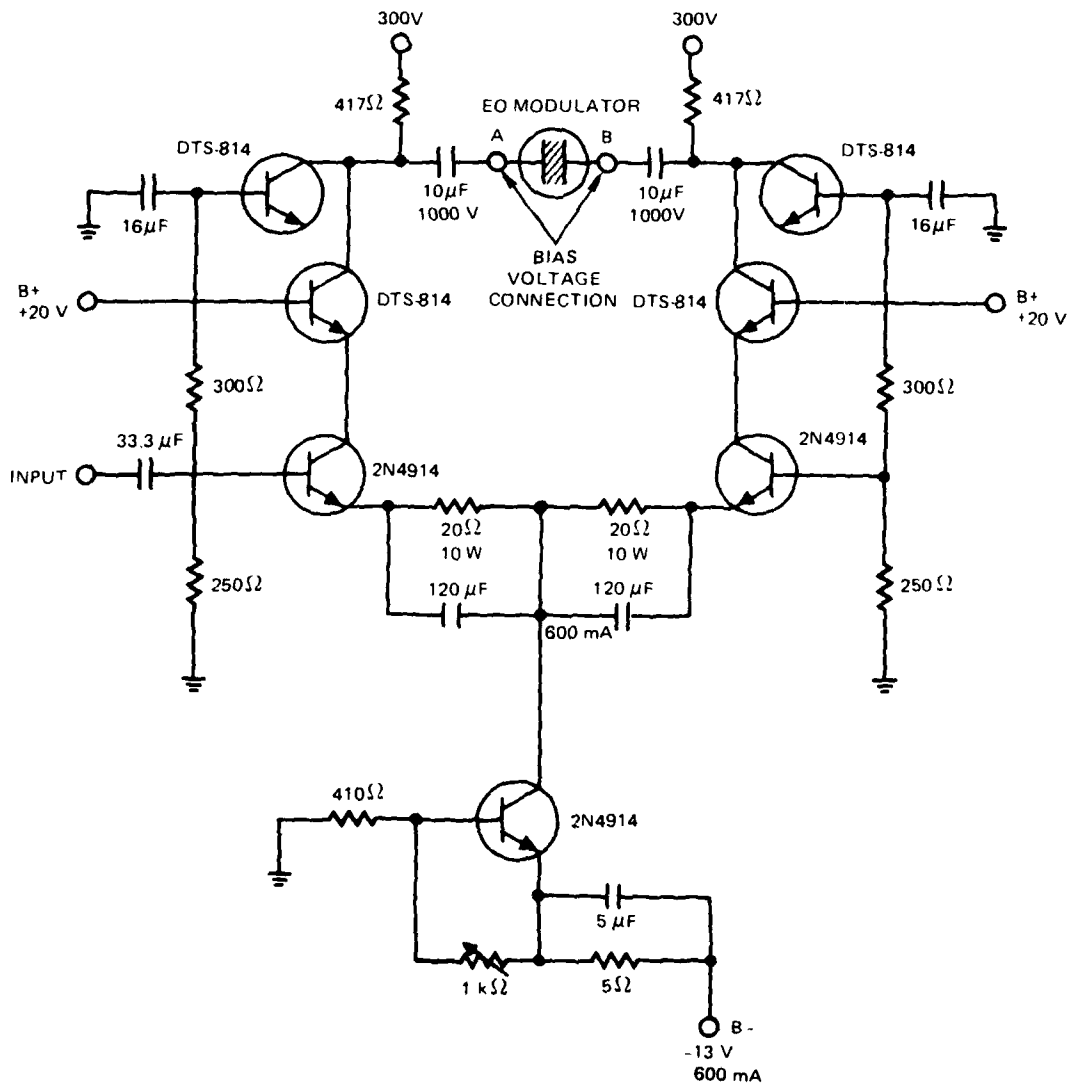 300V
300V
417Ω
EO MODULATOR
417Ω
A
B
DTS-814
DTS-814
10μF
1000 V
10μF
1000V
16μF
16μF
BIAS
VOLTAGE
CONNECTION
DTS-814
DTS-814
B+
+20 V
B+
+20 V
300Ω
300Ω
33.3 μF
INPUT
2N4914
2N4914
20Ω
10 W
20Ω
10 W
250Ω
120 μF
120 μF
250Ω
600 mA
410Ω
2N4914
5 μF
1 kΩ
5Ω
B-
-13 V
600 mA